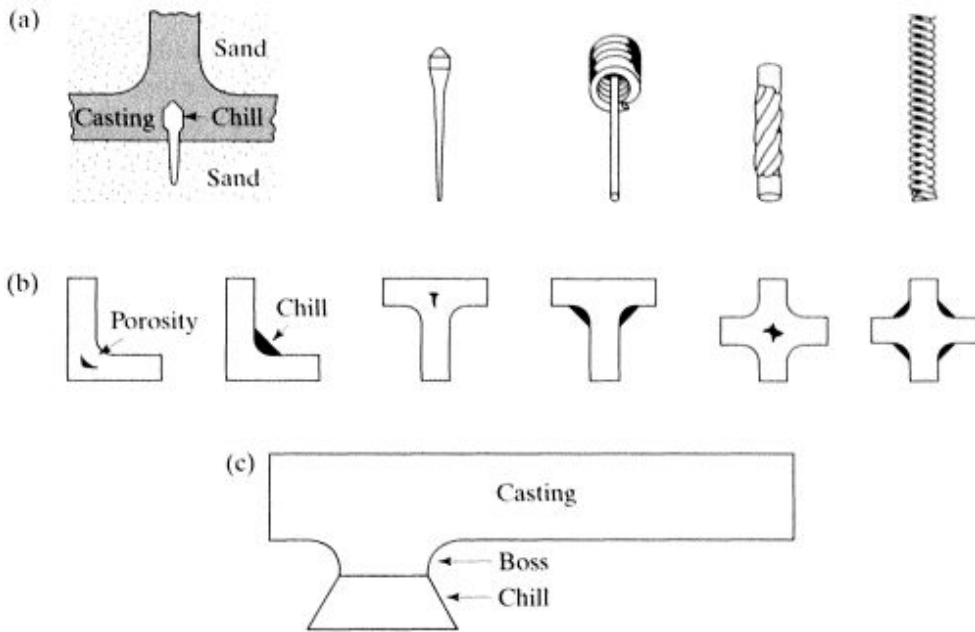 (a)
Sand
Casting
Chill
Sand
(b)
Porosity
Chill
(c)
Casting
Boss
Chill